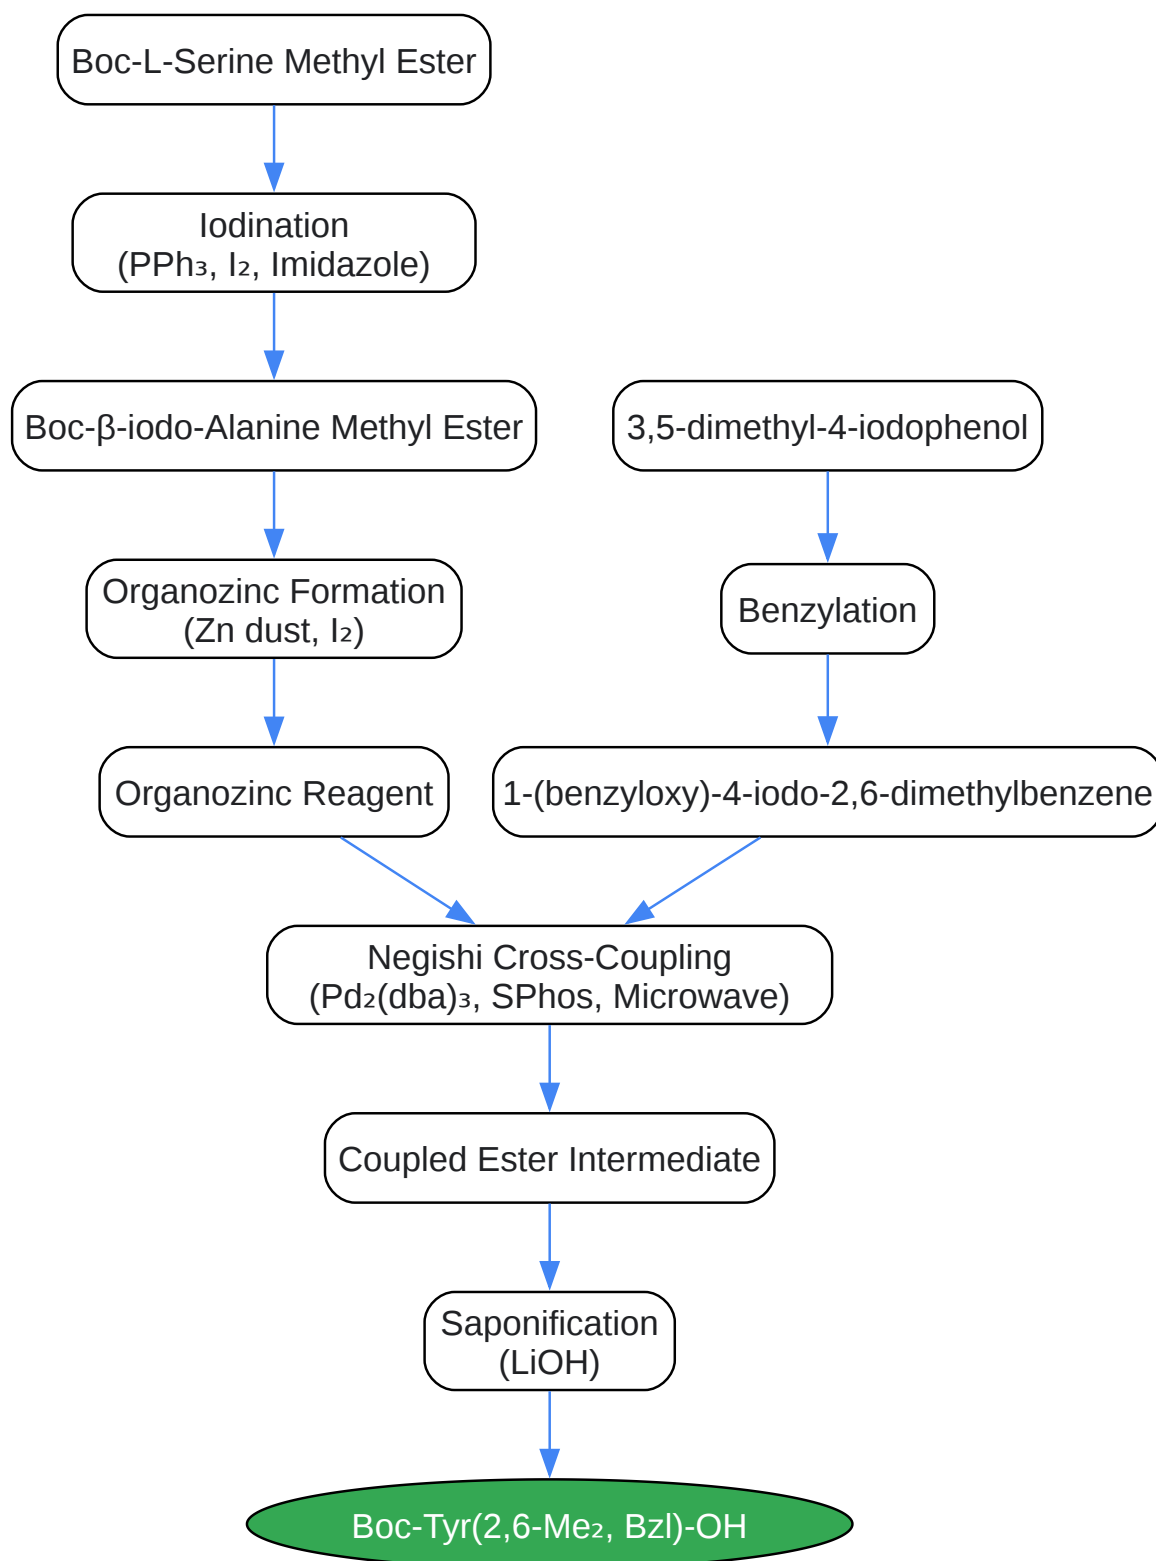 Boc-L-Serine Methyl Ester
Iodination
(PPh₃, I₂, Imidazole)
Boc-β-iodo-Alanine Methyl Ester
3,5-dimethyl-4-iodophenol
Organozinc Formation
(Zn dust, I₂)
Benzylation
Organozinc Reagent
1-(benzyloxy)-4-iodo-2,6-dimethylbenzene
Negishi Cross-Coupling
(Pd₂(dba)₃, SPhos, Microwave)
Coupled Ester Intermediate
Saponification
(LiOH)
Boc-Tyr(2,6-Me₂, Bzl)-OH